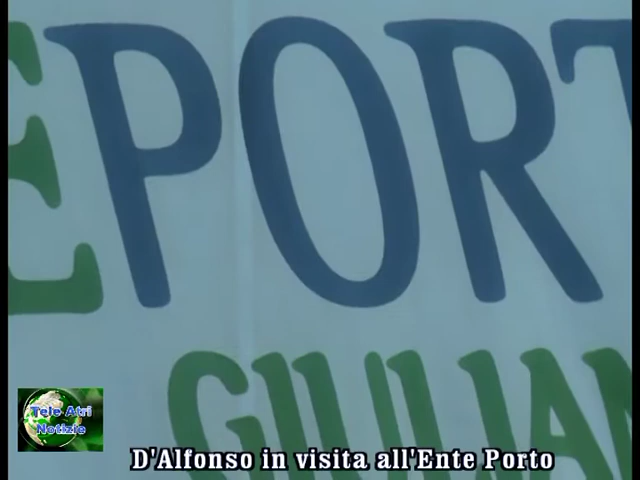 EPORT
GIULIAN
Tele Atri
Notizie
D'Alfonso in visita all'Ente Porto